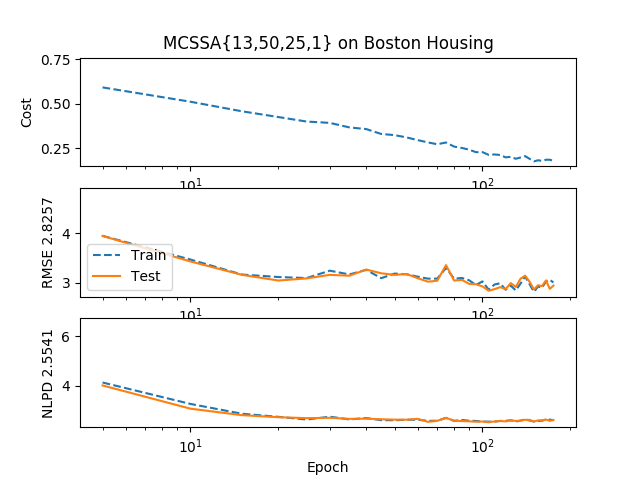 MCSSA{13,50,25,1} on Boston Housing
0.75
0.50
0.25
Cost
10¹ 10²
4
3
RMSE 2.8257
Train
Test
10¹ 10²
6
4
NLPD 2.5541
10¹ 10²
Epoch